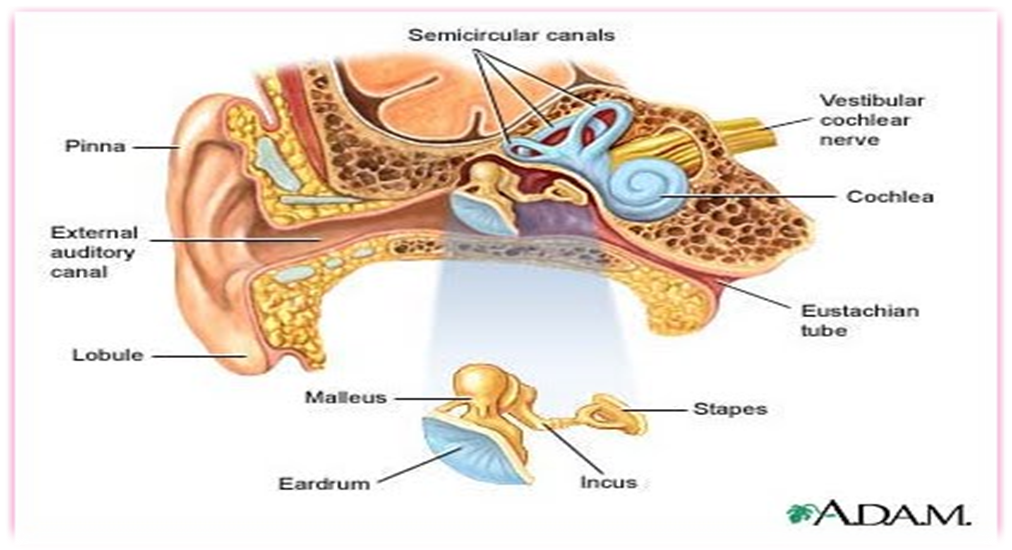 Semicircular canals
Vestibular
cochlear
nerve
Pinna
Cochlea
External
auditory
canal
Eustachian
tube
Lobule
Malleus
Stapes
Eardrum
Incus
A.D.A.M.